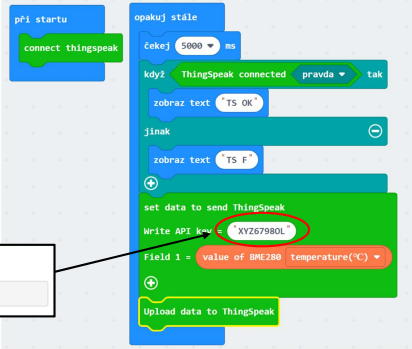 při startu
connect thingspeak
opakuj stále
čekej 5000 ms
když ThingSpeak connected pravda tak
zobraz text "TS OK"
jinak
zobraz text "TS F"
set data to send ThingSpeak
Write API key = "XYZ6798OL"
Field 1 = value of BME280 temperature(℃)
Upload data to ThingSpeak